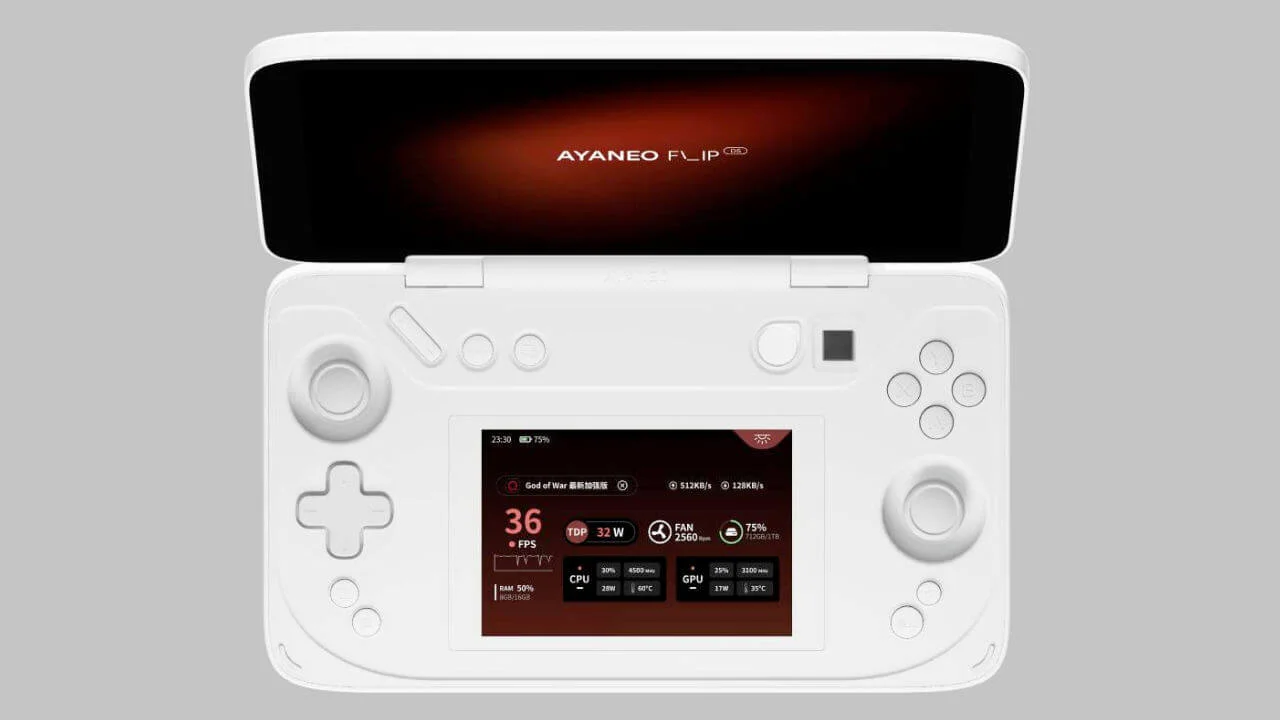 AYANEO FLIP DS
AYANEO
23:30 75%
God of War 最新加強版
512KB/s 128KB/s
36
FPS
TDP 32 W
FAN
2560 Rpm
75%
712GB/1TB
RAM 50%
8GB/16GB
CPU
30% 4500 MHz
28W 60°C
GPU
25% 3100 MHz
17W 35°C
Y
X B
A